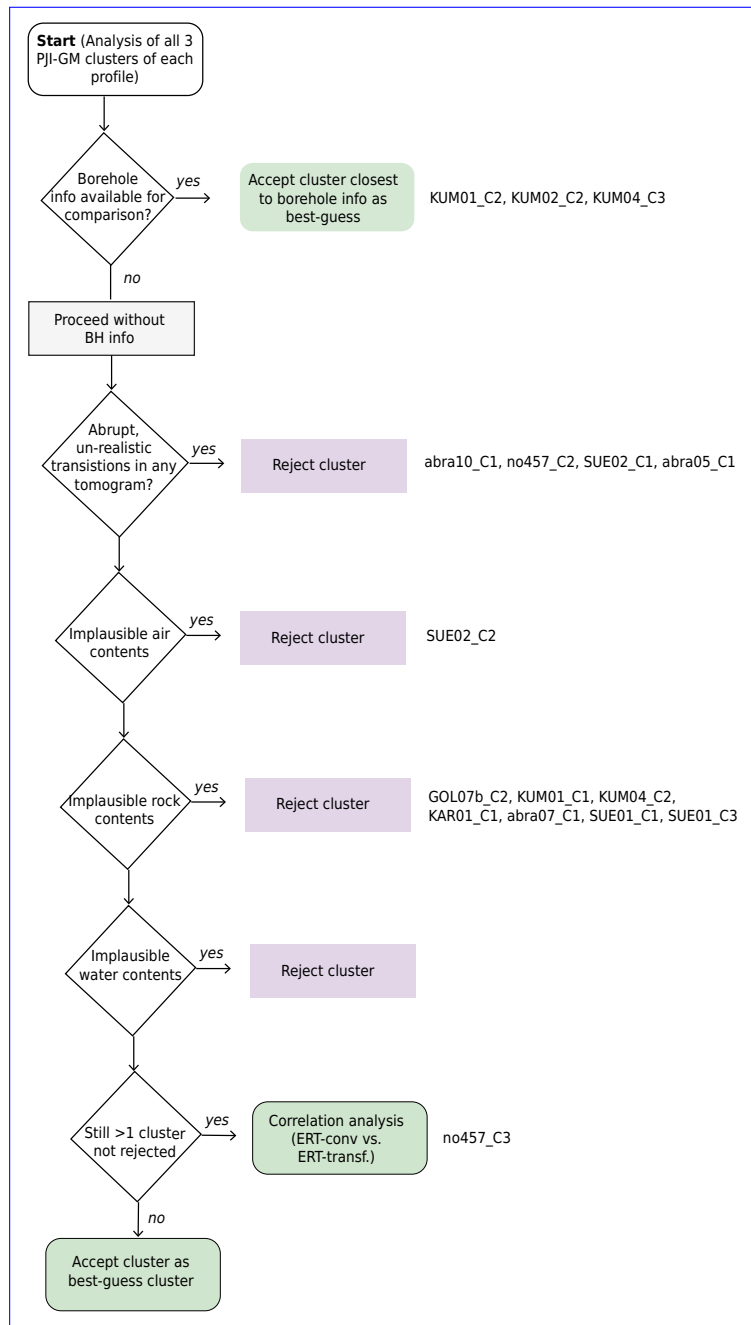 Start (Analysis of all 3
PJI-GM clusters of each
profile)
Borehole
info available for
comparison?
yes
Accept cluster closest
to borehole info as
best-guess
KUM01_C2, KUM02_C2, KUM04_C3
no
Proceed without
BH info
Abrupt,
un-realistic
transistions in any
tomogram?
yes
Reject cluster
abra10_C1, no457_C2, SUE02_C1, abra05_C1
Implausible air
contents
yes
Reject cluster
SUE02_C2
Implausible rock
contents
yes
Reject cluster
GOL07b_C2, KUM01_C1, KUM04_C2,
KAR01_C1, abra07_C1, SUE01_C1, SUE01_C3
Implausible
water contents
yes
Reject cluster
Still >1 cluster
not rejected
yes
Correlation analysis
(ERT-conv vs.
ERT-transf.)
no457_C3
no
Accept cluster as
best-guess cluster